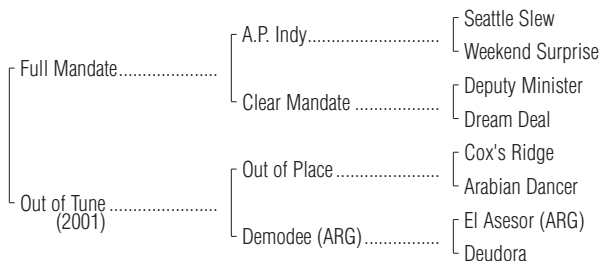 Seattle Slew
A.P. Indy
Weekend Surprise
Full Mandate
Deputy Minister
Clear Mandate
Dream Deal
Cox's Ridge
Out of Place
Arabian Dancer
Out of Tune
(2001)
El Asesor (ARG)
Demodee (ARG)
Deudora